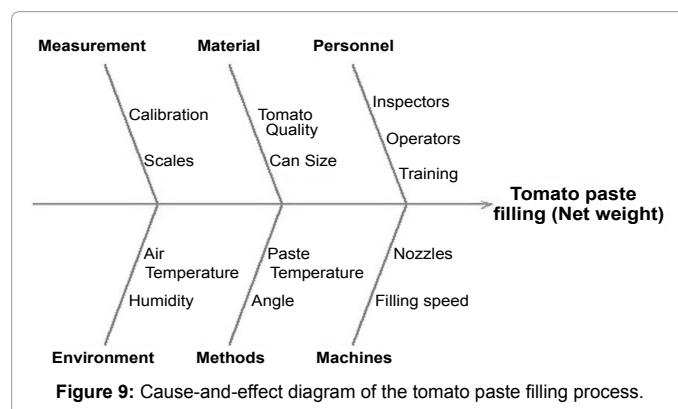 Measurement Material Personnel
Calibration
Scales
Tomato
Quality
Can Size
Inspectors
Operators
Training
Tomato paste
filling (Net weight)
Air
Temperature
Humidity
Paste
Temperature
Angle
Nozzles
Filling speed
Environment Methods Machines
Figure 9: Cause-and-effect diagram of the tomato paste filling process.